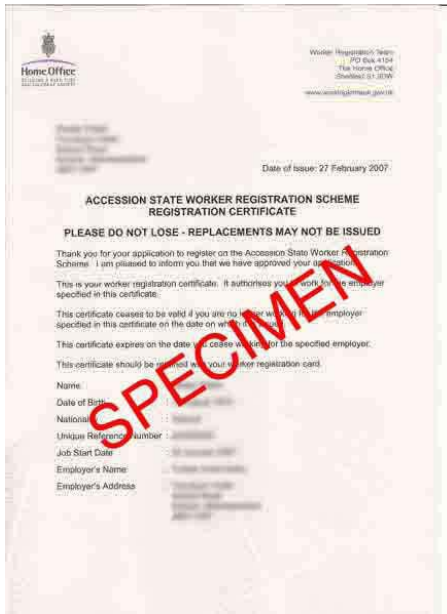 Home Office
Worker Registration Team
PO Box 4104
The Home Office
Sheffield S1
Date of Issue: 27 February 2007
ACCESSION STATE WORKER REGISTRATION SCHEME
REGISTRATION CERTIFICATE
PLEASE DO NOT LOSE - REPLACEMENTS MAY NOT BE ISSUED
Thank you for your application to register on the Accession State Worker Registration
Scheme. I am pleased to inform you that we have approved your application.
This is your worker registration certificate. It authorises you to work for the employer
specified in this certificate.
This certificate ceases to be valid if you are no longer working for the employer
specified in this certificate on the date on which it is issued.
This certificate expires on the date you cease working for the specified employer.
This certificate should be retained with your worker registration card.
Name
Date of Birth :
Nationality :
Unique Reference Number :
Job Start Date :
Employer's Name :
Employer's Address :
SPECIMEN